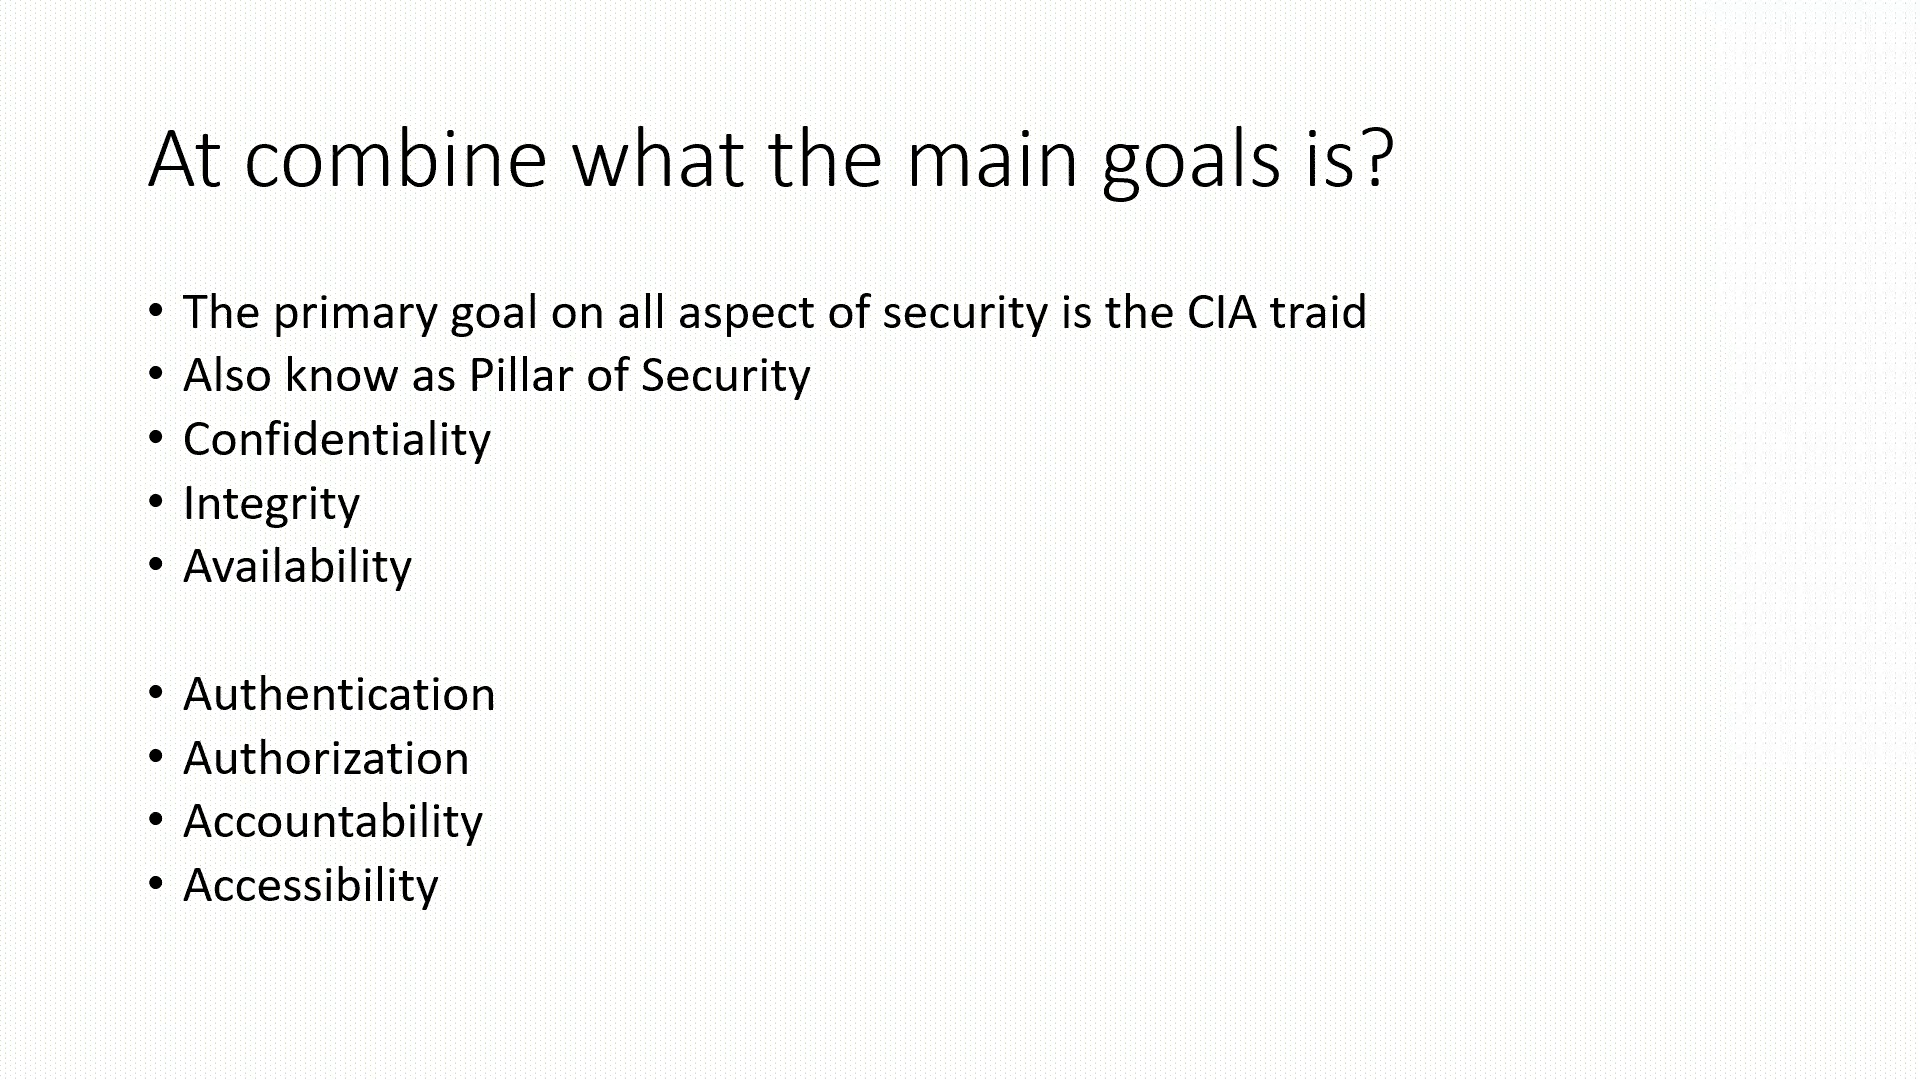 At combine what the main goals is?
• The primary goal on all aspect of security is the CIA traid
• Also know as Pillar of Security
• Confidentiality
• Integrity
• Availability
• Authentication
• Authorization
• Accountability
• Accessibility